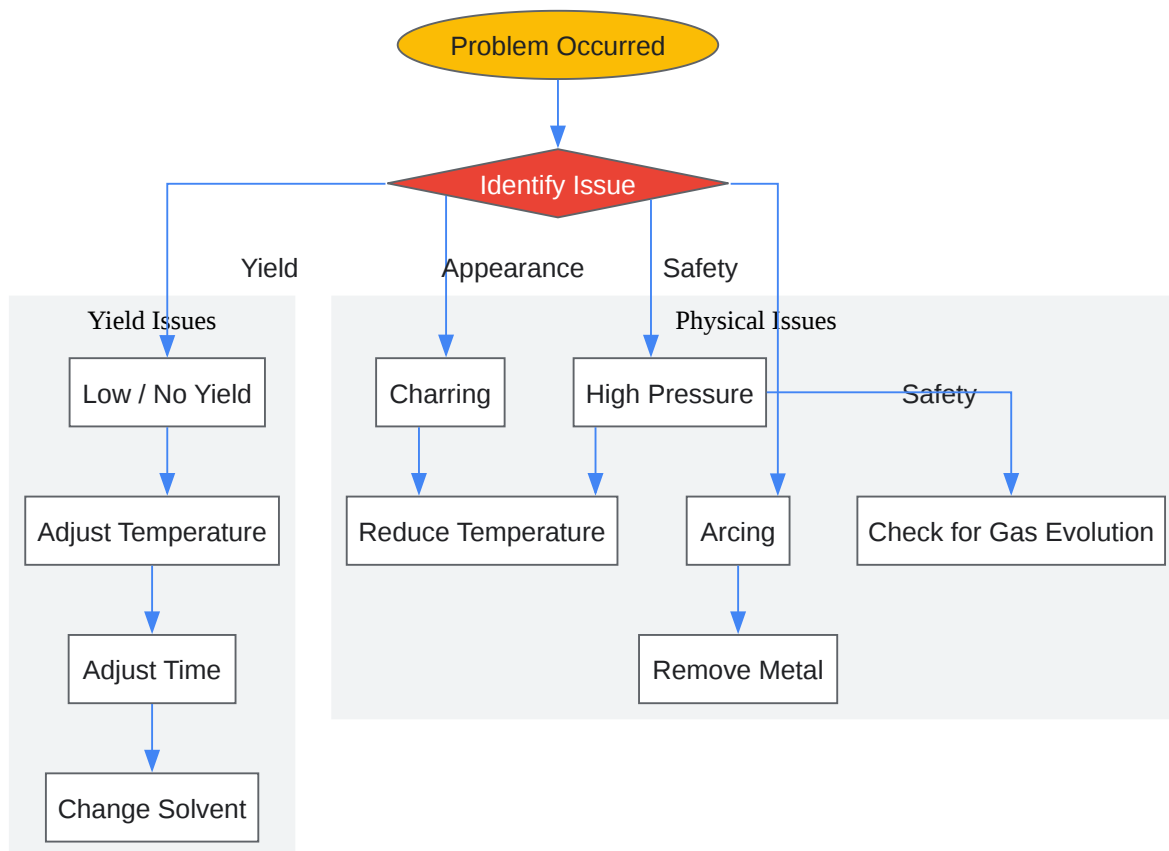 Problem Occurred
Identify Issue
Yield
Appearance
Safety
Yield Issues
Physical Issues
Low / No Yield
Charring
High Pressure
Safety
Adjust Temperature
Reduce Temperature
Arcing
Check for Gas Evolution
Adjust Time
Remove Metal
Change Solvent